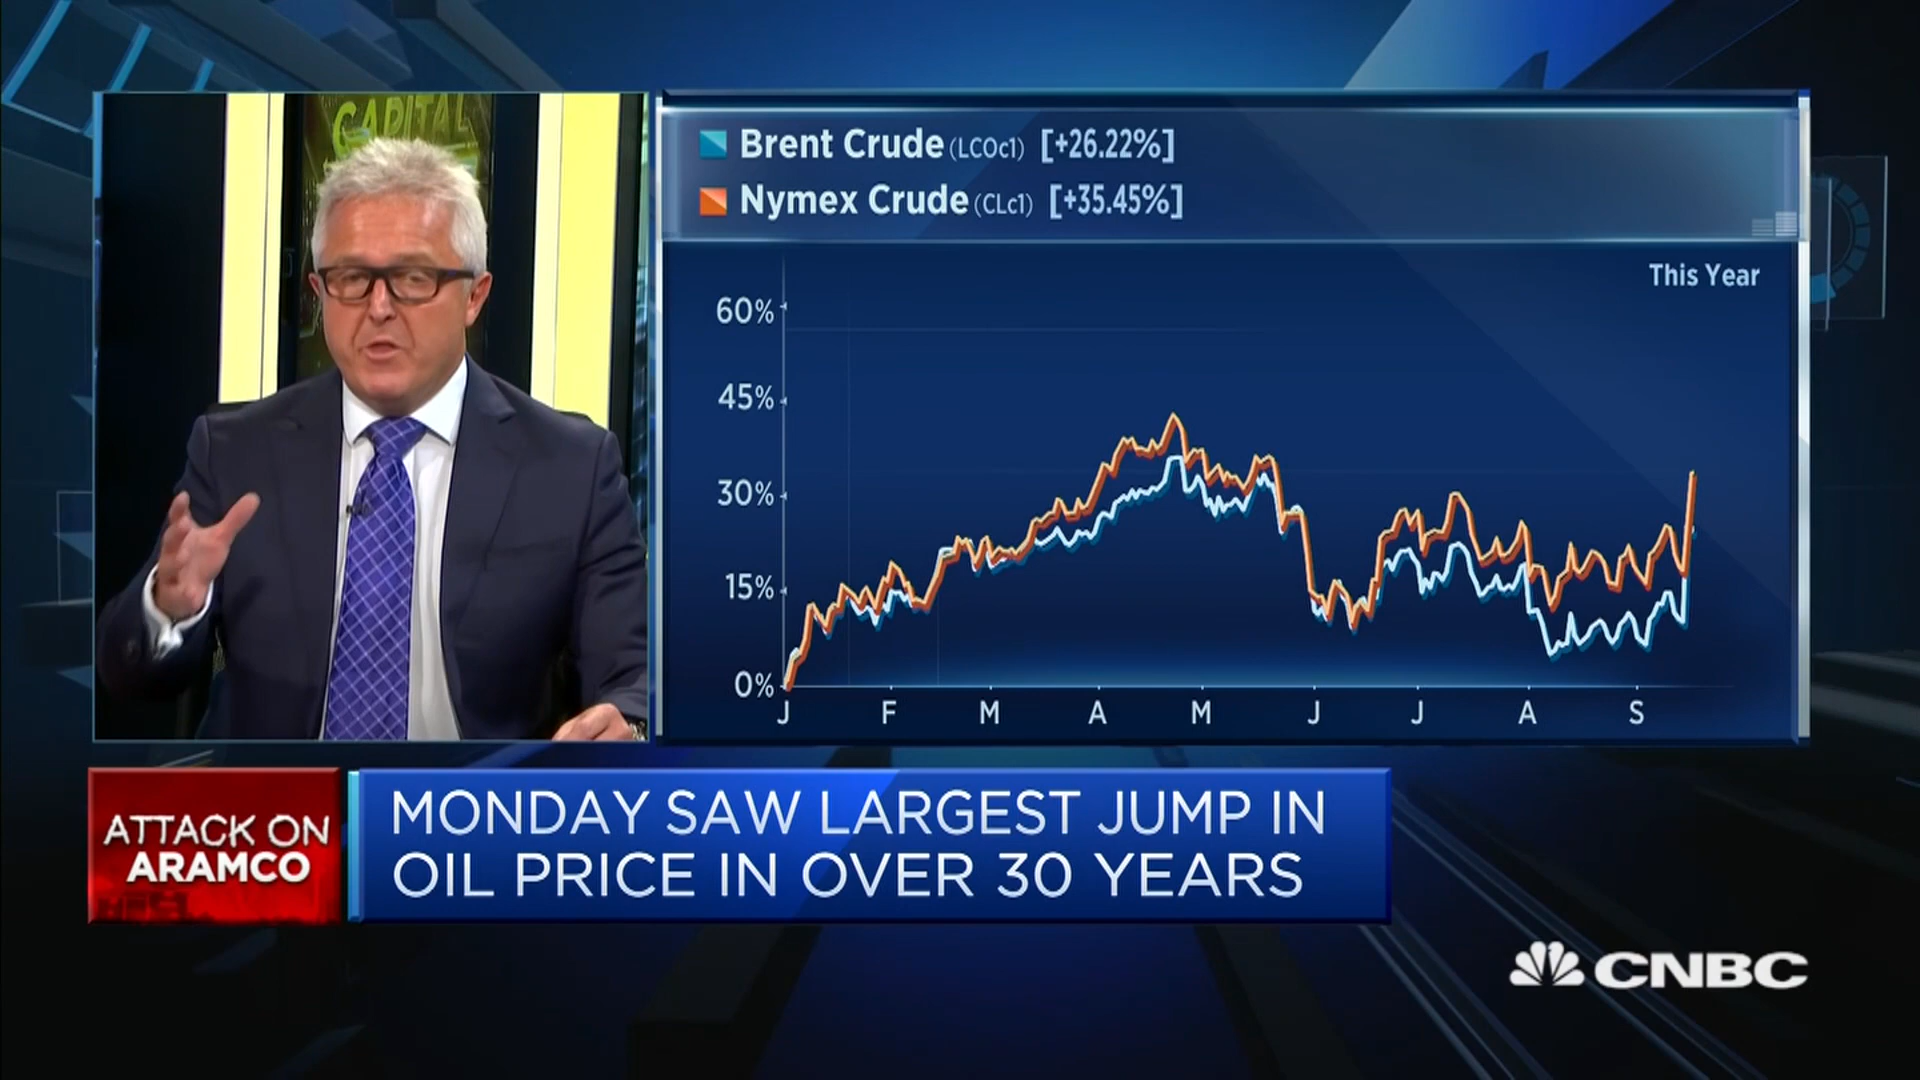 CAPITAL
Brent Crude (LCOc1) [+26.22%]
Nymex Crude (CLc1) [+35.45%]
This Year
60%
45%
30%
15%
0%
J F M A M J J A S
ATTACK ON
ARAMCO
MONDAY SAW LARGEST JUMP IN
OIL PRICE IN OVER 30 YEARS
CNBC